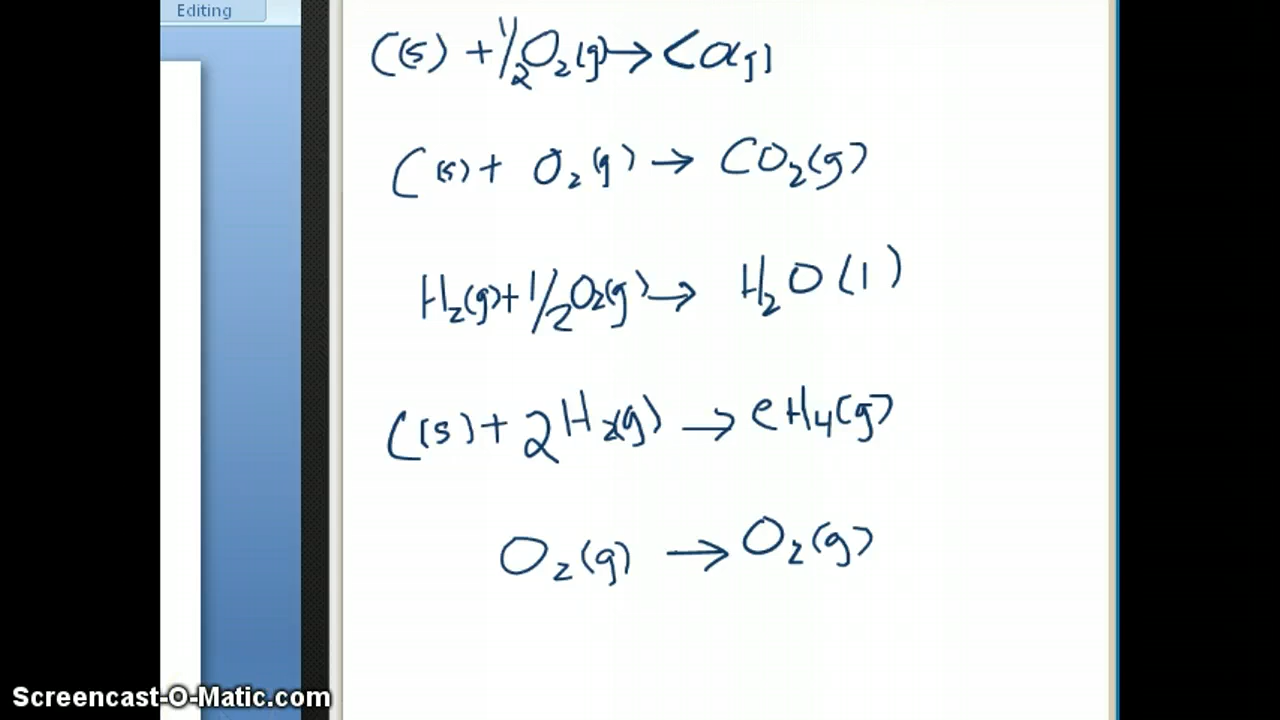 Editing
C(s) + 1/2 O2(g) → CO(g)
C(s) + O2(g) → CO2(g)
H2(g) + 1/2 O2(g) → H2O(l)
C(s) + 2H2(g) → CH4(g)
O2(g) → O2(g)
Screencast-O-Matic.com